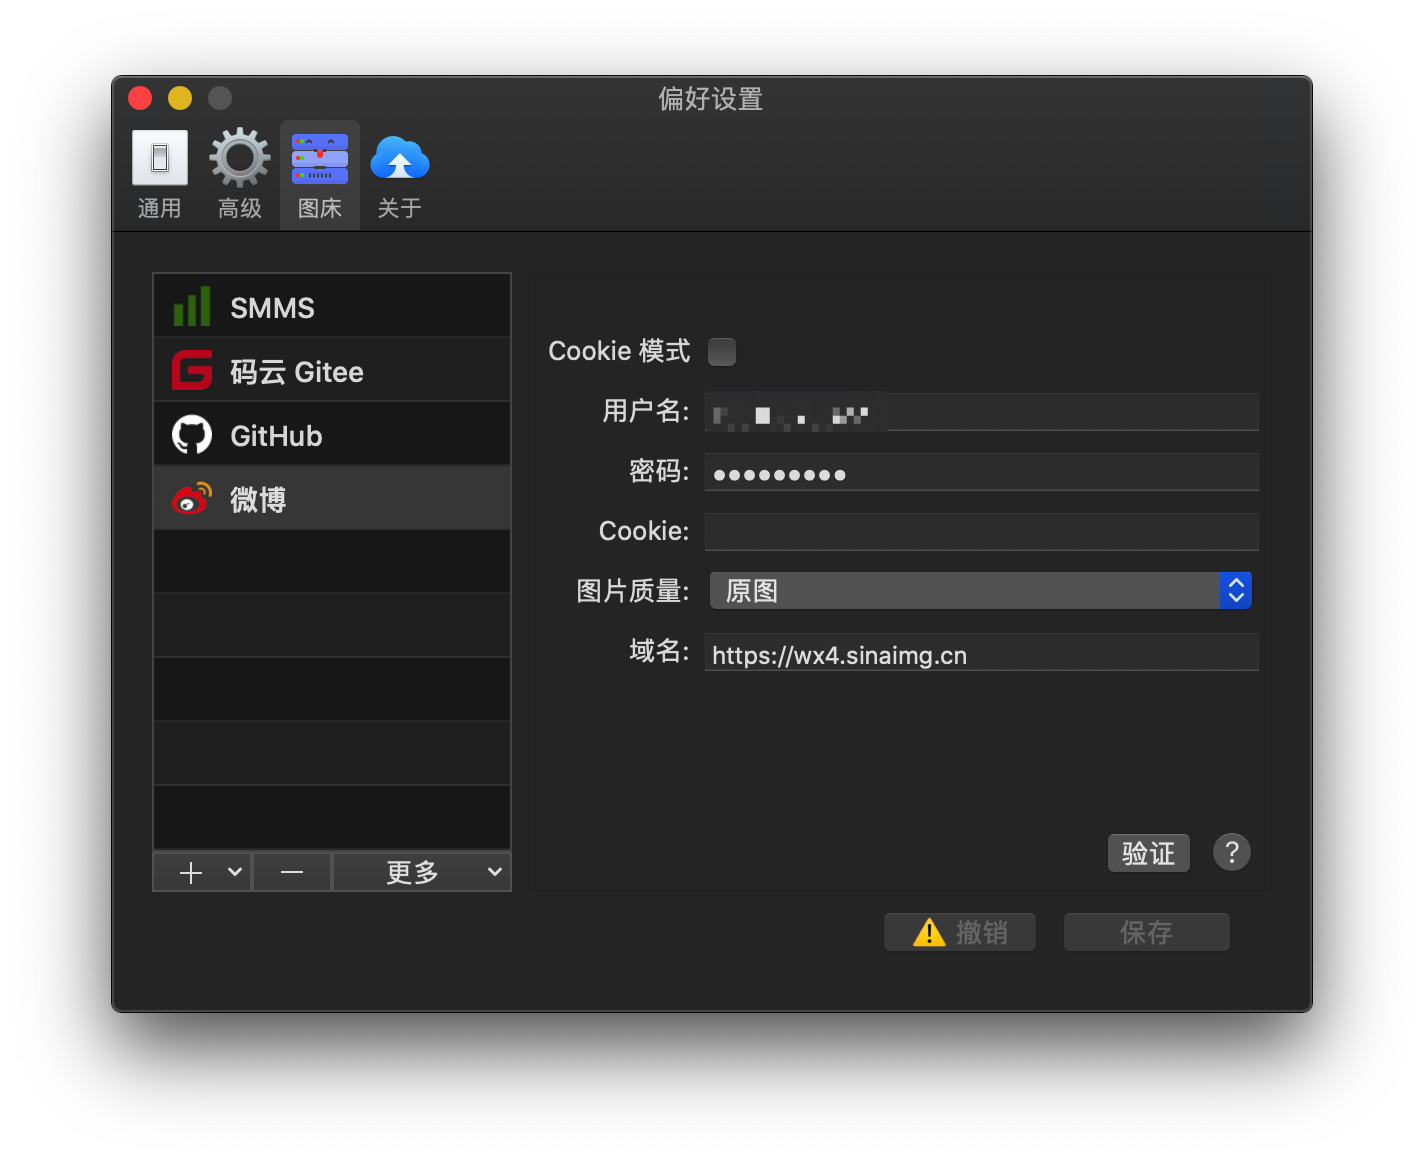 偏好设置
通用
高级
图床
关于
SMMS
码云 Gitee
GitHub
微博
更多
Cookie 模式
用户名:
密码:
Cookie:
图片质量: 原图
域名: https://wx4.sinaimg.cn
验证 ?
撤销
保存